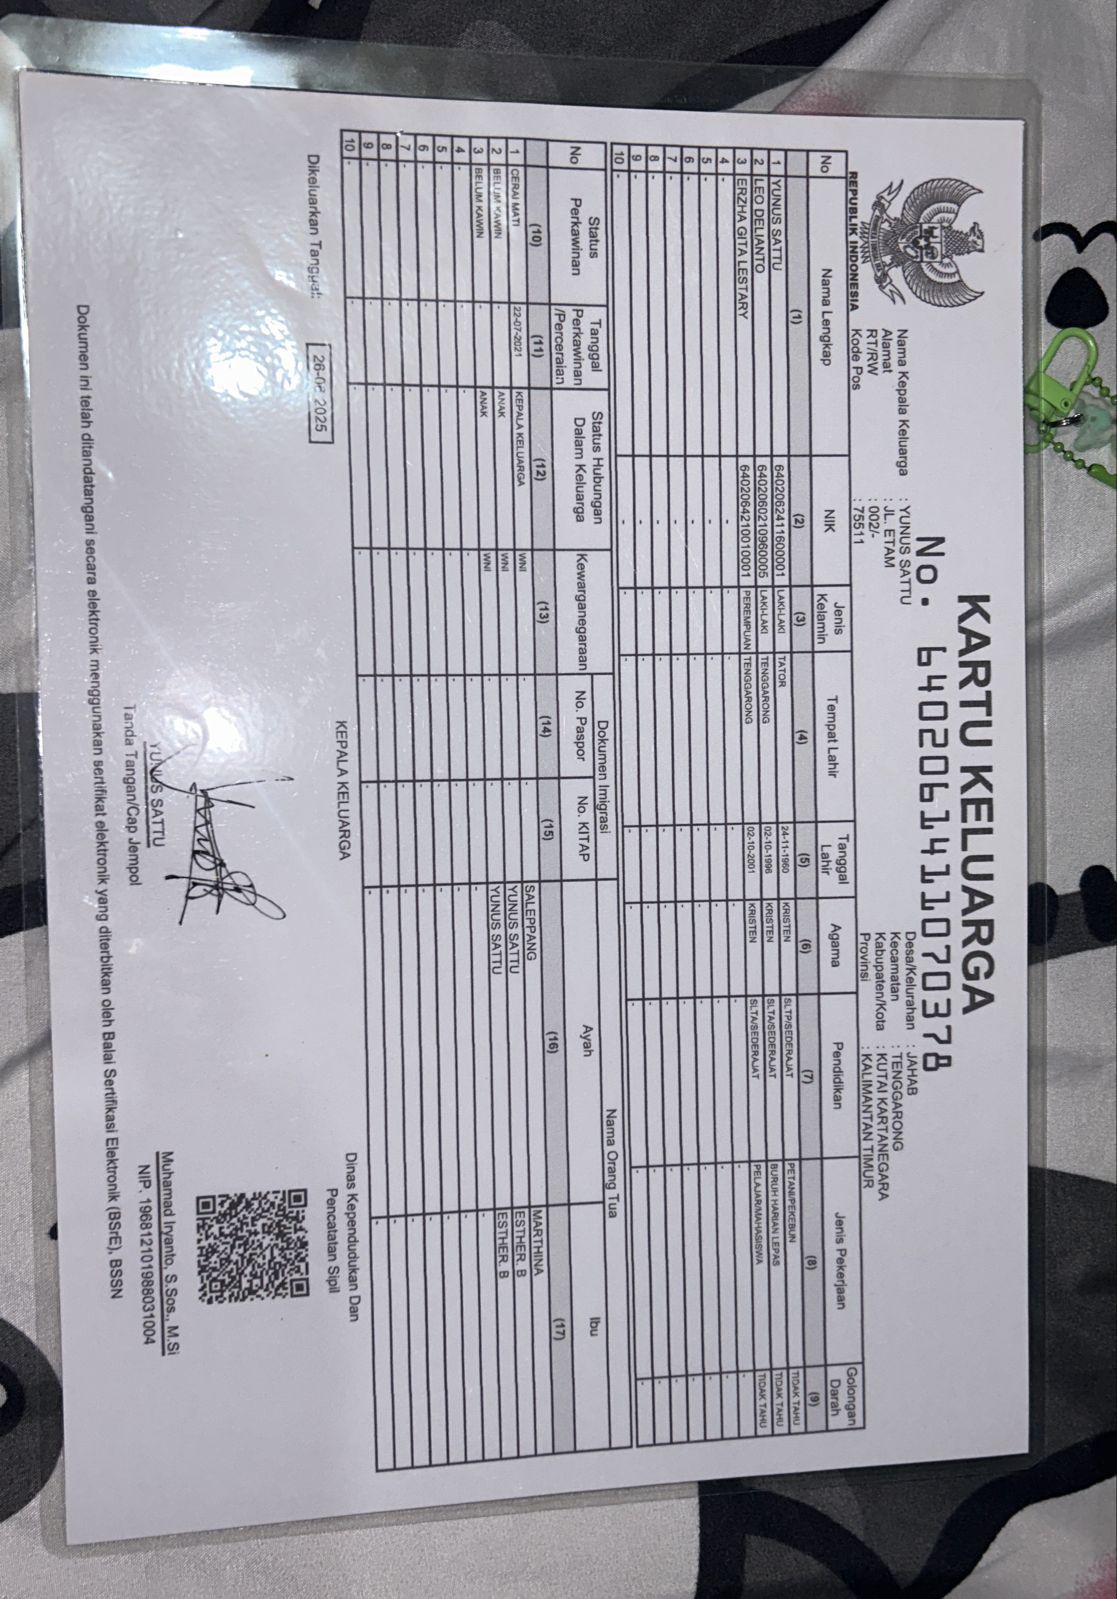 KARTU KELUARGA
No. 6402061411070378
REPUBLIK INDONESIA
Nama Kepala Keluarga : YUNUS SATTU
Alamat : JL. ETAM
RT/RW : 002/-
Kode Pos : 75511
Desa/Kelurahan : JAHAB
Kecamatan : TENGGARONG
Kabupaten/Kota : KUTAI KARTANEGARA
Provinsi : KALIMANTAN TIMUR
No Nama Lengkap NIK Jenis Kelamin Tempat Lahir Tanggal Lahir Agama Pendidikan Jenis Pekerjaan Golongan Darah
(1) (2) (3) (4) (5) (6) (7) (8) (9)
1 YUNUS SATTU 6402062411600001 LAKI-LAKI TATOR 24-11-1960 KRISTEN SLTP/SEDERAJAT PETANI/PEKEBUN TIDAK TAHU
2 LEO DELIANTO 6402060210960005 LAKI-LAKI TENGGARONG 02-10-1996 KRISTEN SLTA/SEDERAJAT BURUH HARIAN LEPAS TIDAK TAHU
3 ERZHA GITA LESTARY 6402064210010001 PEREMPUAN TENGGARONG 02-10-2001 KRISTEN SLTA/SEDERAJAT PELAJAR/MAHASISWA TIDAK TAHU
4 - - - - - - - - -
5 - - - - - - - - -
6 - - - - - - - - -
7 - - - - - - - - -
8 - - - - - - - - -
9 - - - - - - - - -
10 - - - - - - - - -
No Status Perkawinan Tanggal Perkawinan /Perceraian Status Hubungan Dalam Keluarga Kewarganegaraan Dokumen Imigrasi Nama Orang Tua
No. Paspor No. KITAP Ayah Ibu
(10) (11) (12) (13) (14) (15) (16) (17)
1 CERAI MATI 22-07-2021 KEPALA KELUARGA WNI - - SALEPPANG MARTHINA
2 BELUM KAWIN - ANAK WNI - - YUNUS SATTU ESTHER. B
3 BELUM KAWIN - ANAK WNI - - YUNUS SATTU ESTHER. B
4 - - - - - - - -
5 - - - - - - - -
6 - - - - - - - -
7 - - - - - - - -
8 - - - - - - - -
9 - - - - - - - -
10 - - - - - - - -
Dikeluarkan Tanggal:
KEPALA KELUARGA
YUNUS SATTU
Tanda Tangan/Cap Jempol
Dinas Kependudukan Dan
Pencatatan Sipil
Muhamad Iryanto, S.Sos., M.Si
NIP. 196812101988031004
Dokumen ini telah ditandatangani secara elektronik menggunakan sertifikat elektronik yang diterbitkan oleh Balai Sertifikasi Elektronik (BSrE), BSSN